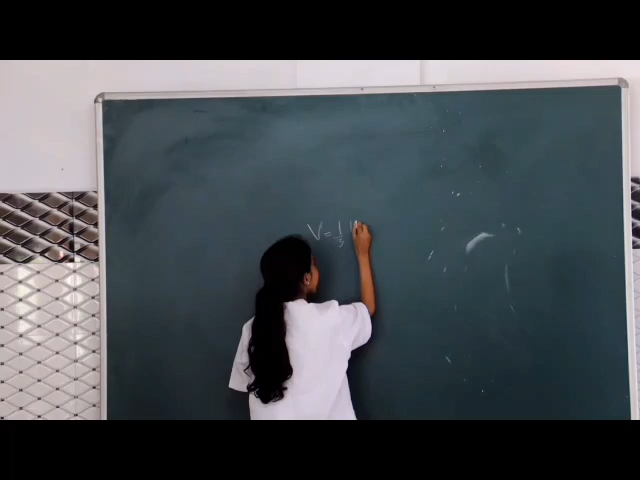 V = 1/3